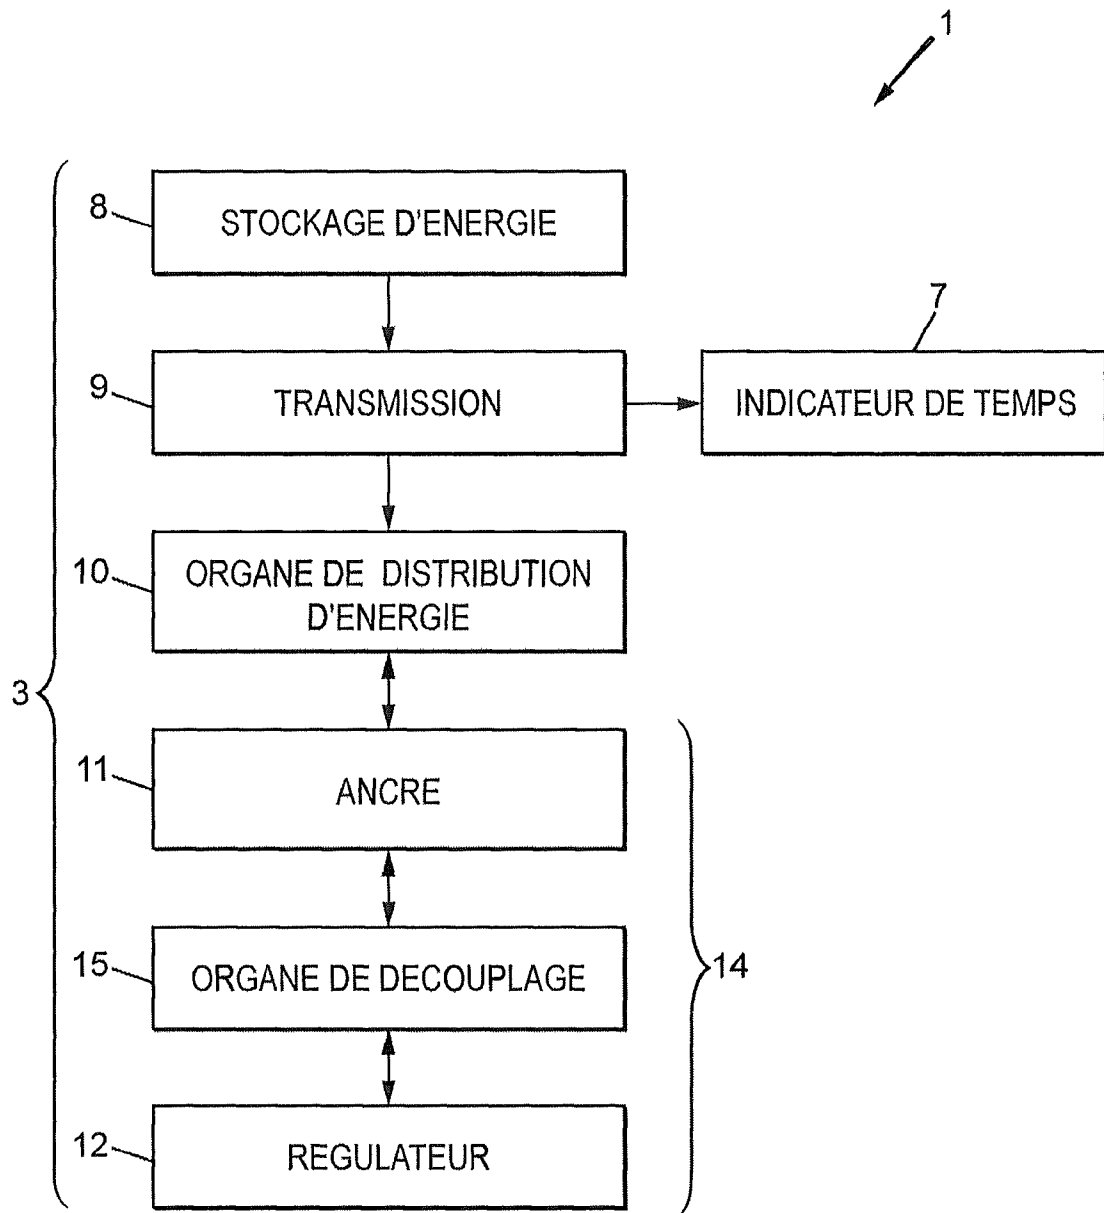 1
8
STOCKAGE D'ENERGIE
7
9
TRANSMISSION
INDICATEUR DE TEMPS
10
ORGANE DE DISTRIBUTION
D'ENERGIE
3
11
ANCRE
15
ORGANE DE DECOUPLAGE
14
12
RÉGULATEUR